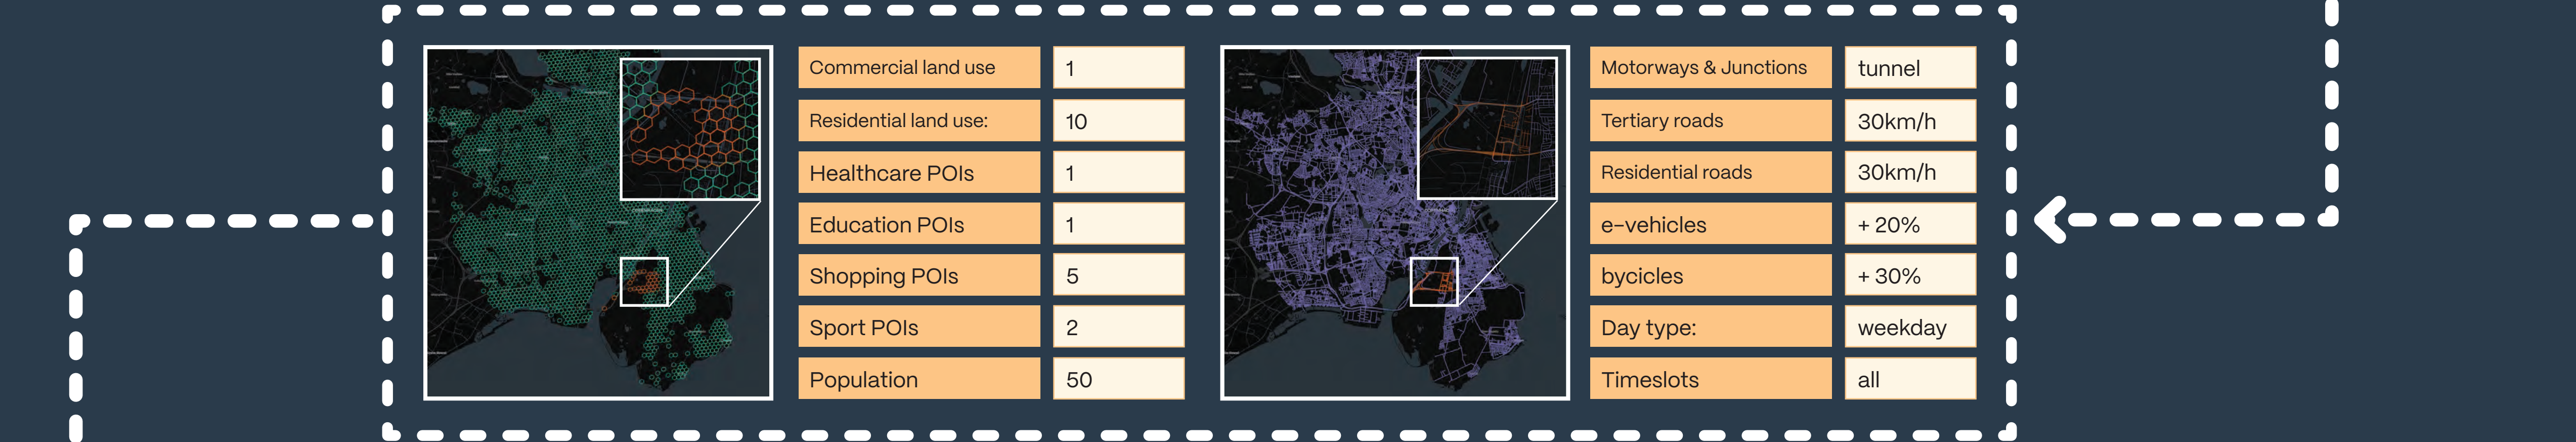 Commercial land use 1
Residential land use: 10
Healthcare POIs 1
Education POIs 1
Shopping POIs 5
Sport POIs 2
Population 50
Motorways & Junctions tunnel
Tertiary roads 30km/h
Residential roads 30km/h
e-vehicles + 20%
bycicles + 30%
Day type: weekday
Timeslots all